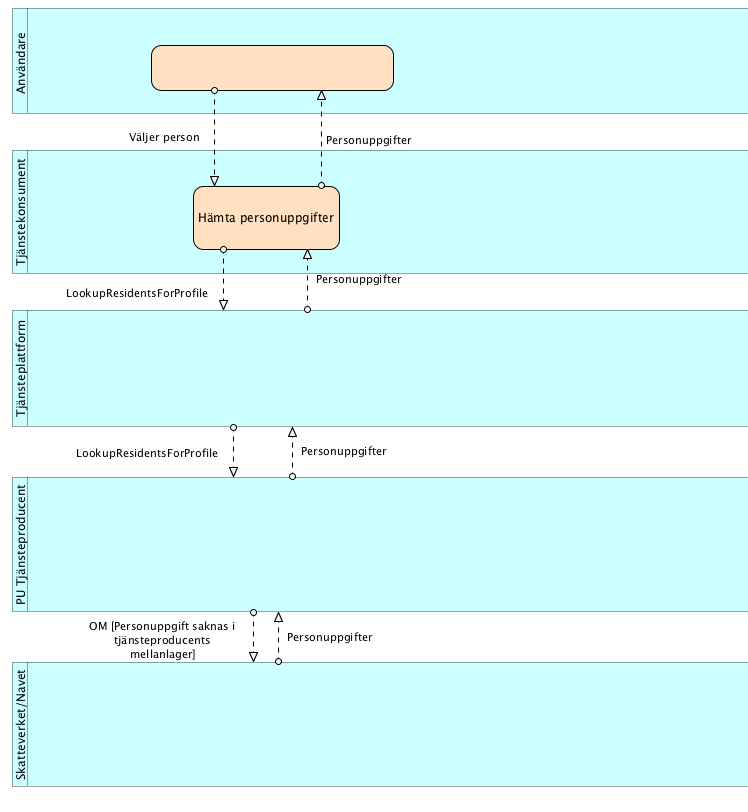 Användare
Väljer person
Personuppgifter
Tjänstekonsument
Hämta personuppgifter
Personuppgifter
LookupResidentsForProfile
Tjänsteplattform
LookupResidentsForProfile
Personuppgifter
PU Tjänsteproducent
OM [Personuppgift saknas i
tjänsteproducents
mellanlager]
Personuppgifter
Skatteverket/Navet